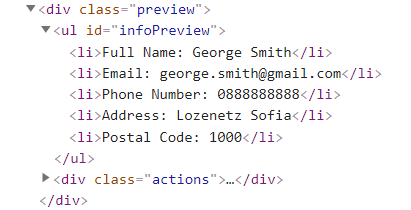 ▼<div class="preview">
▼<ul id="infoPreview">
<li>Full Name: George Smith</li>
<li>Email: george.smith@gmail.com</li>
<li>Phone Number: 0888888888</li>
<li>Address: Lozenetz Sofia</li>
<li>Postal Code: 1000</li>
</ul>
▶<div class="actions">…</div>
</div>